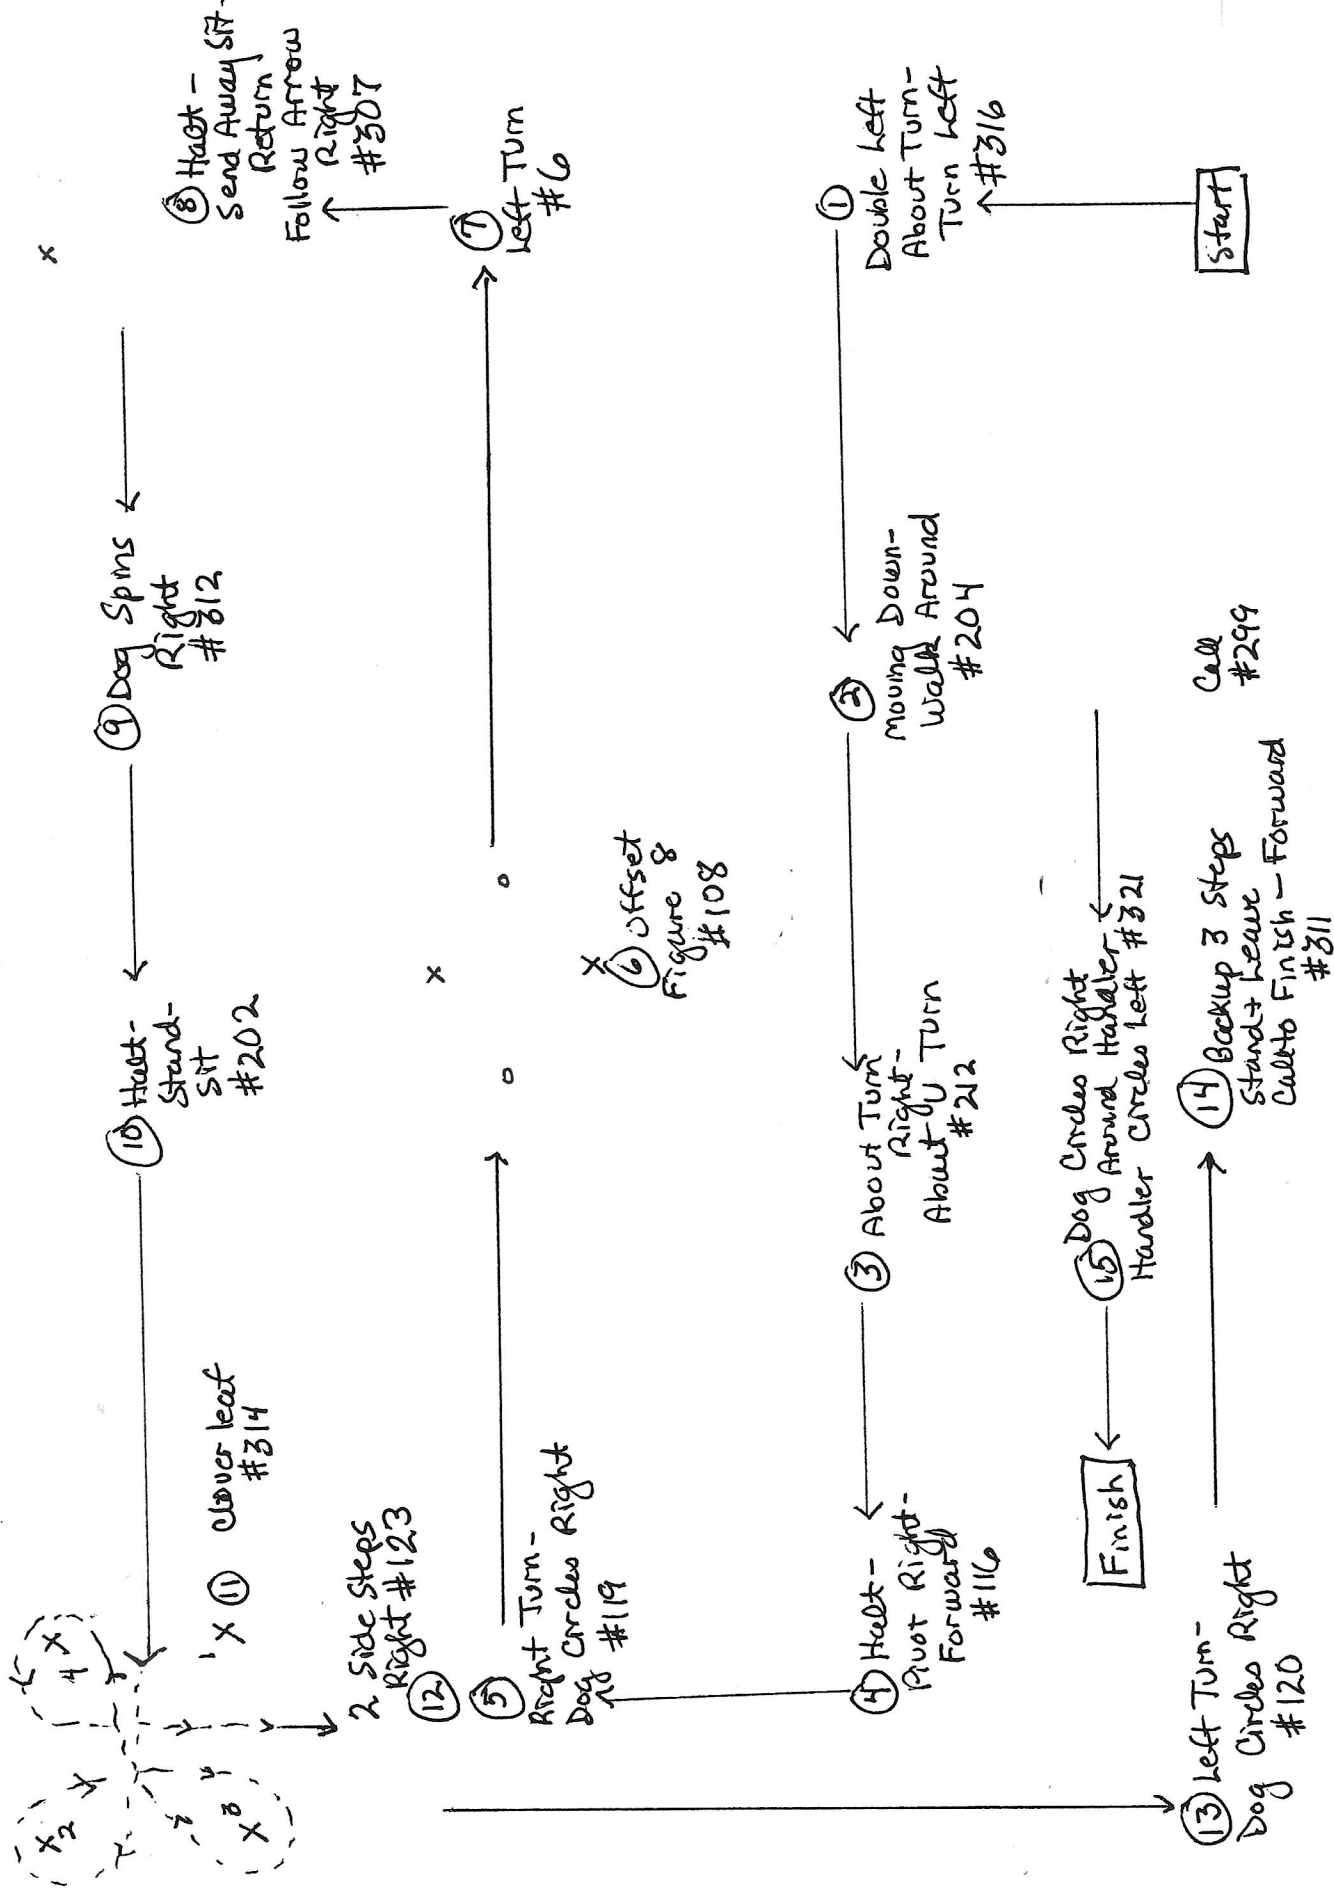 Start
①
Double Left
About Turn-
Turn Left
#316
②
Moving Down-
Walk Around
#204
③ About Turn
Right-
About U Turn
#212
④ Halt-
Pivot Right-
Forward
#116
⑤
Right Turn-
Dog Circles Right
#119
x
x
⑥ Offset
Figure 8
#108
⑦
Left Turn
#6
x
⑧ Halt-
Send Away Sit-
Return
Follow Arrow
Right
#307
⑨ Dog Spins
Right
#312
⑩ Halt-
Stand-
Sit
#202
x ⑪ Cloverleaf
#314
x 2
x 3
4 x
2 Side Steps
Right #123
⑫
⑬ Left Turn-
Dog Circles Right
#120
⑭ Backup 3 Steps
Stand + Leave
Call to Finish - Forward
#311
Call
#299
⑮ Dog Circles Right
Around Handler
Handler Circles Left #321
Finish